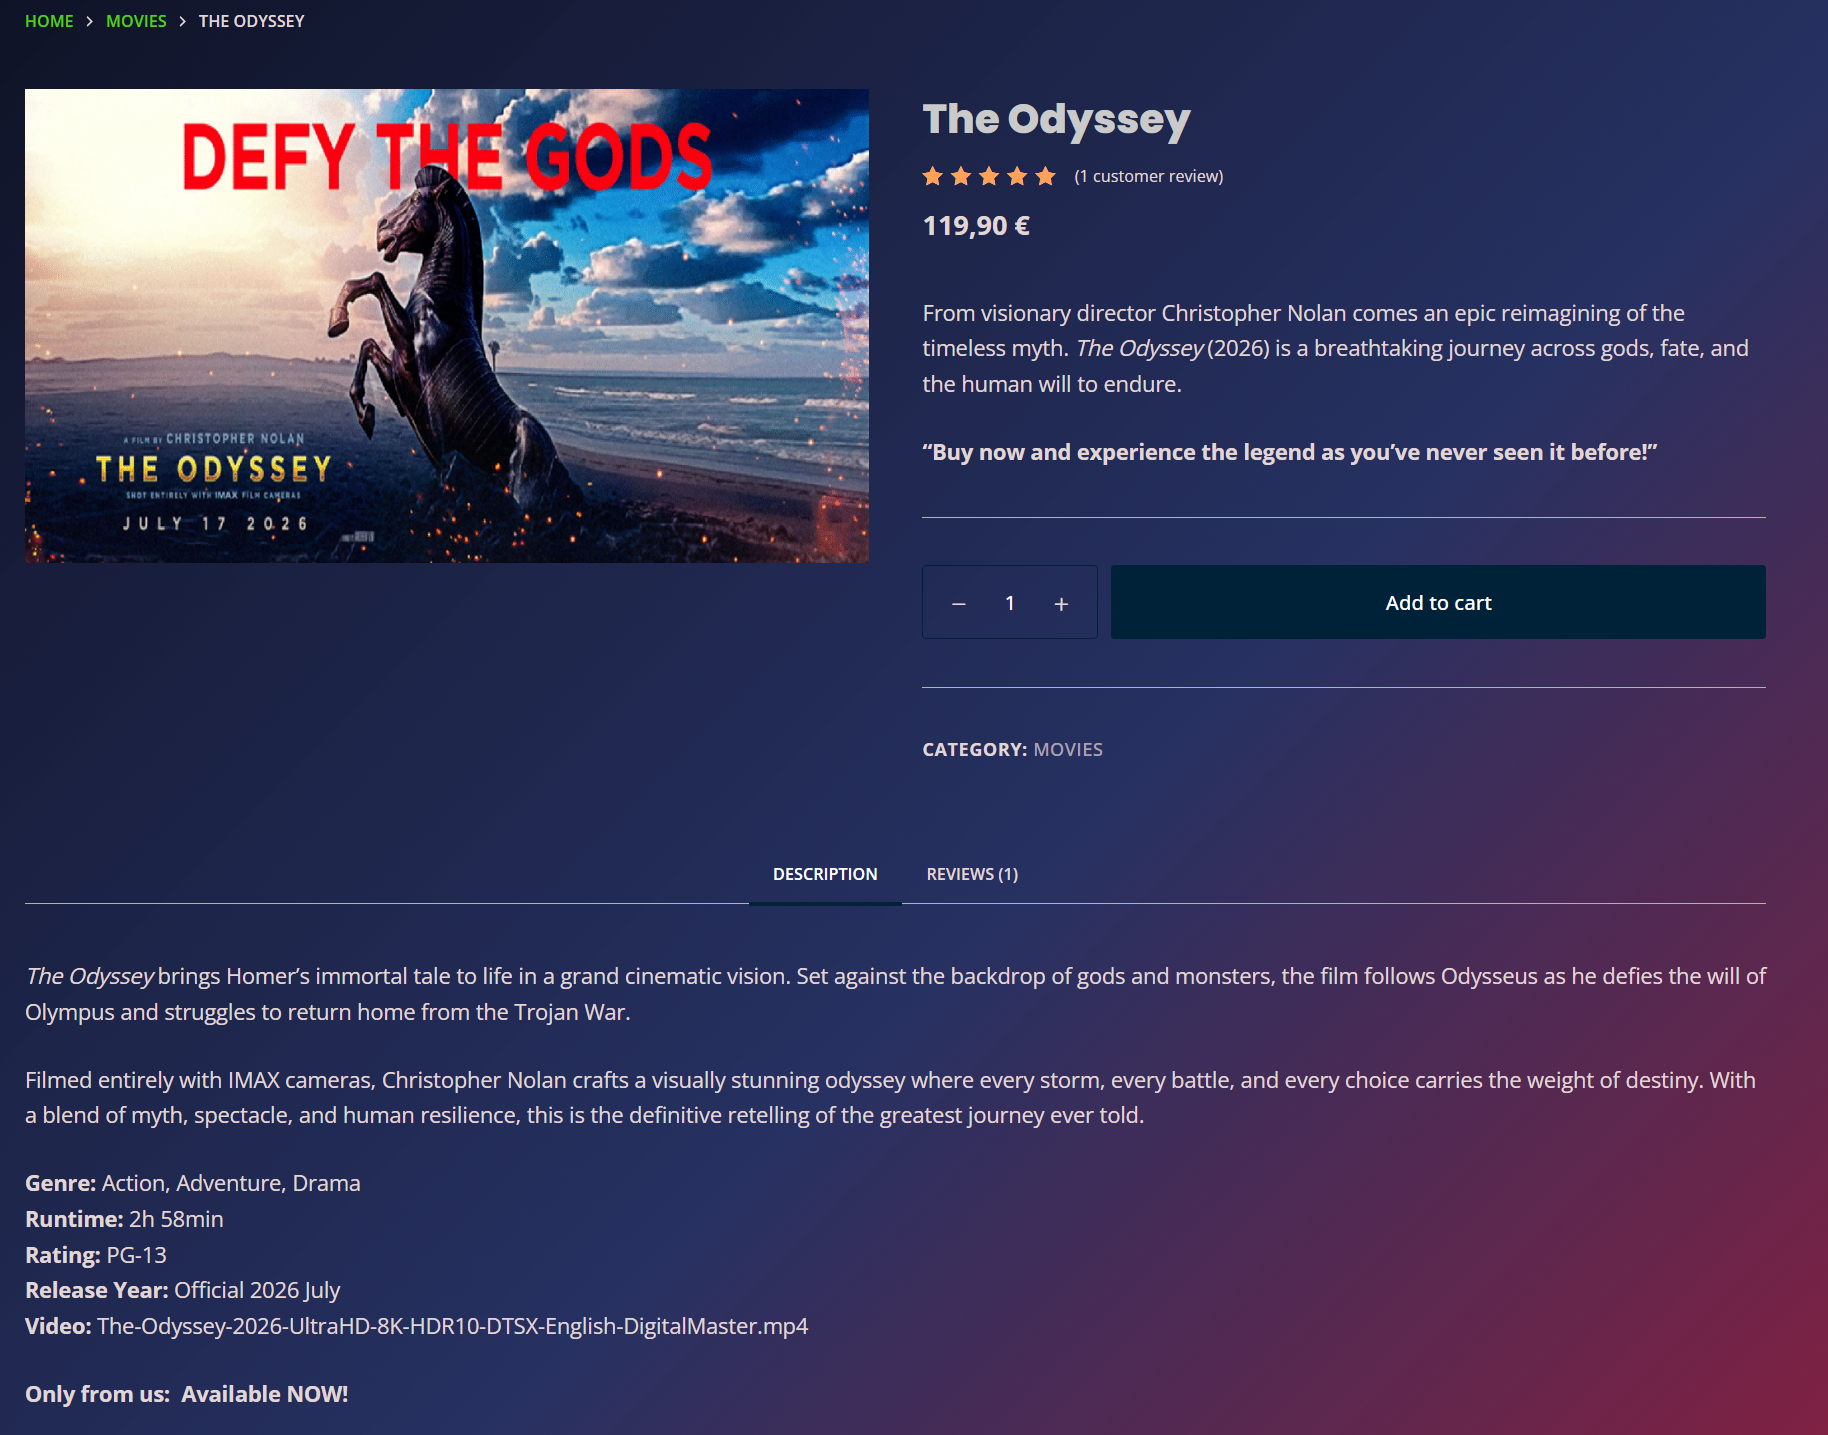 HOME > MOVIES > THE ODYSSEY
DEFY THE GODS
A FILM BY CHRISTOPHER NOLAN
THE ODYSSEY
SHOT ENTIRELY WITH IMAX FILM CAMERAS
JULY 17 2026
The Odyssey
(1 customer review)
119,90 €
From visionary director Christopher Nolan comes an epic reimagining of the
timeless myth. The Odyssey (2026) is a breathtaking journey across gods, fate, and
the human will to endure.
“Buy now and experience the legend as you’ve never seen it before!”
− 1 +
Add to cart
CATEGORY: MOVIES
DESCRIPTION
REVIEWS (1)
The Odyssey brings Homer’s immortal tale to life in a grand cinematic vision. Set against the backdrop of gods and monsters, the film follows Odysseus as he defies the will of
Olympus and struggles to return home from the Trojan War.
Filmed entirely with IMAX cameras, Christopher Nolan crafts a visually stunning odyssey where every storm, every battle, and every choice carries the weight of destiny. With
a blend of myth, spectacle, and human resilience, this is the definitive retelling of the greatest journey ever told.
Genre: Action, Adventure, Drama
Runtime: 2h 58min
Rating: PG-13
Release Year: Official 2026 July
Video: The-Odyssey-2026-UltraHD-8K-HDR10-DTSX-English-DigitalMaster.mp4
Only from us:  Available NOW!